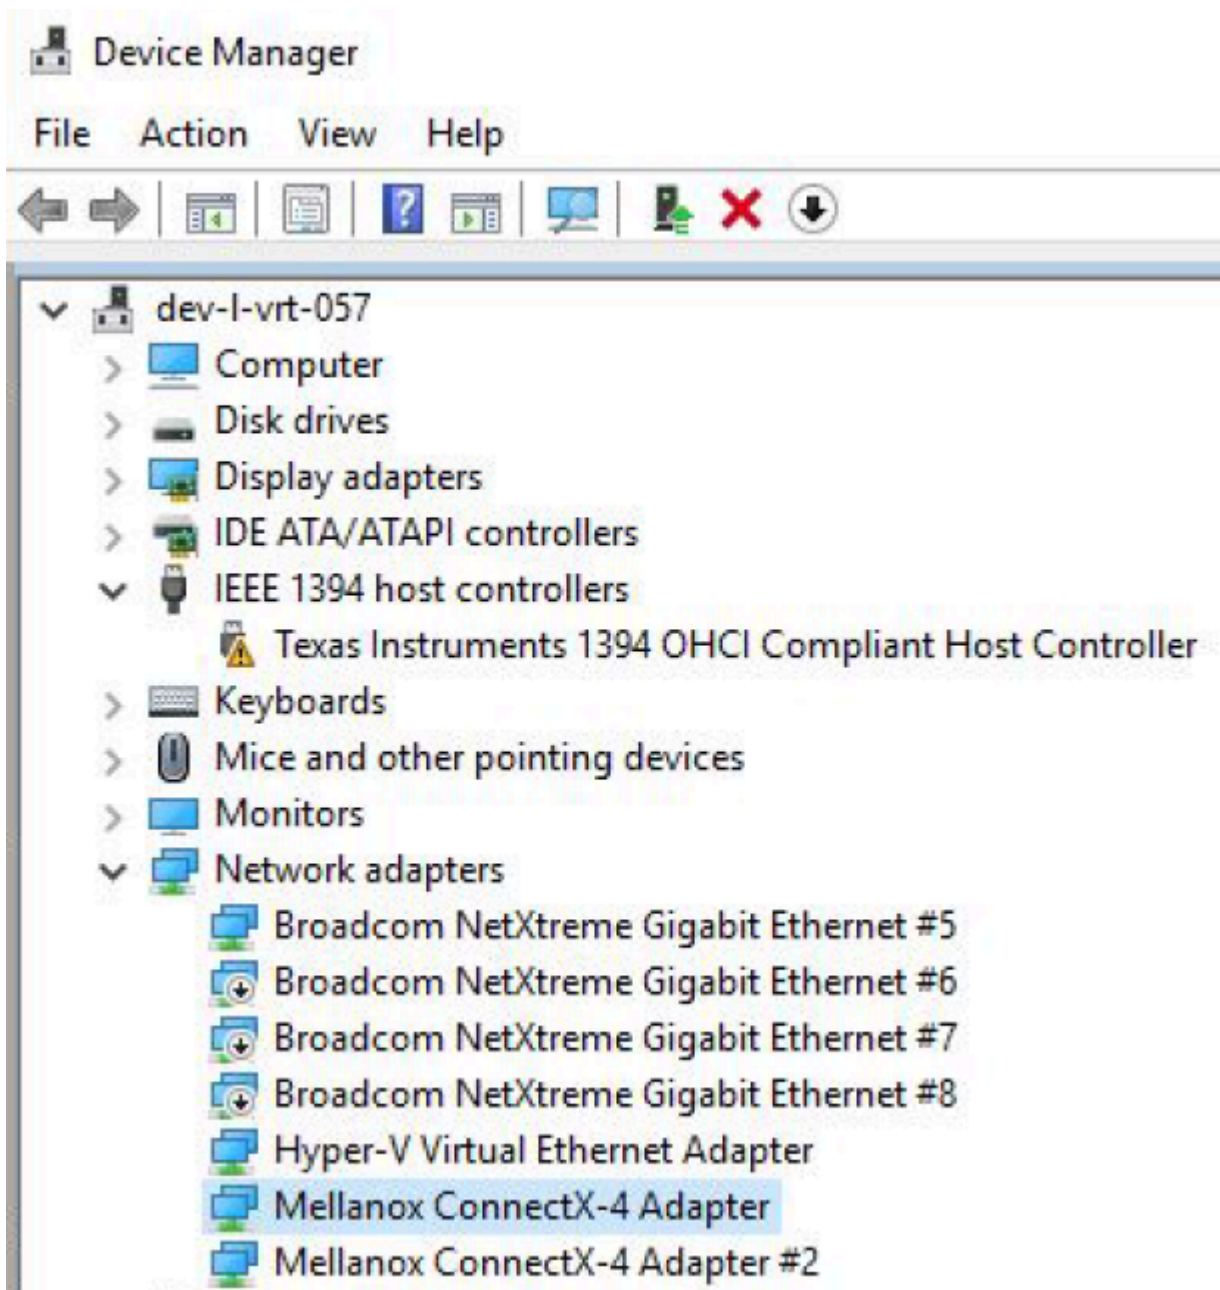 Device Manager
File Action View Help
dev-l-vrt-057
Computer
Disk drives
Display adapters
IDE ATA/ATAPI controllers
IEEE 1394 host controllers
Texas Instruments 1394 OHCI Compliant Host Controller
Keyboards
Mice and other pointing devices
Monitors
Network adapters
Broadcom NetXtreme Gigabit Ethernet #5
Broadcom NetXtreme Gigabit Ethernet #6
Broadcom NetXtreme Gigabit Ethernet #7
Broadcom NetXtreme Gigabit Ethernet #8
Hyper-V Virtual Ethernet Adapter
Mellanox ConnectX-4 Adapter
Mellanox ConnectX-4 Adapter #2